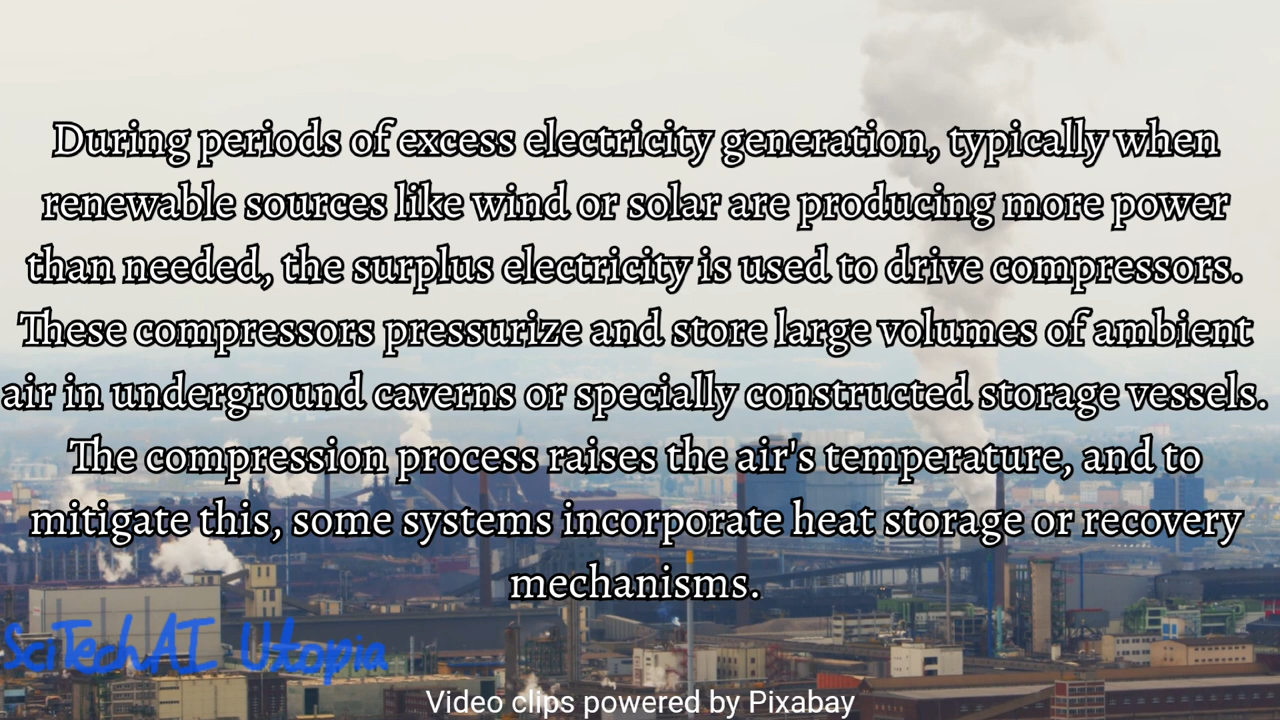 During periods of excess electricity generation, typically when
renewable sources like wind or solar are producing more power
than needed, the surplus electricity is used to drive compressors.
These compressors pressurize and store large volumes of ambient
air in underground caverns or specially constructed storage vessels.
The compression process raises the air's temperature, and to
mitigate this, some systems incorporate heat storage or recovery
mechanisms.
SciTechAI Utopia
Video clips powered by Pixabay